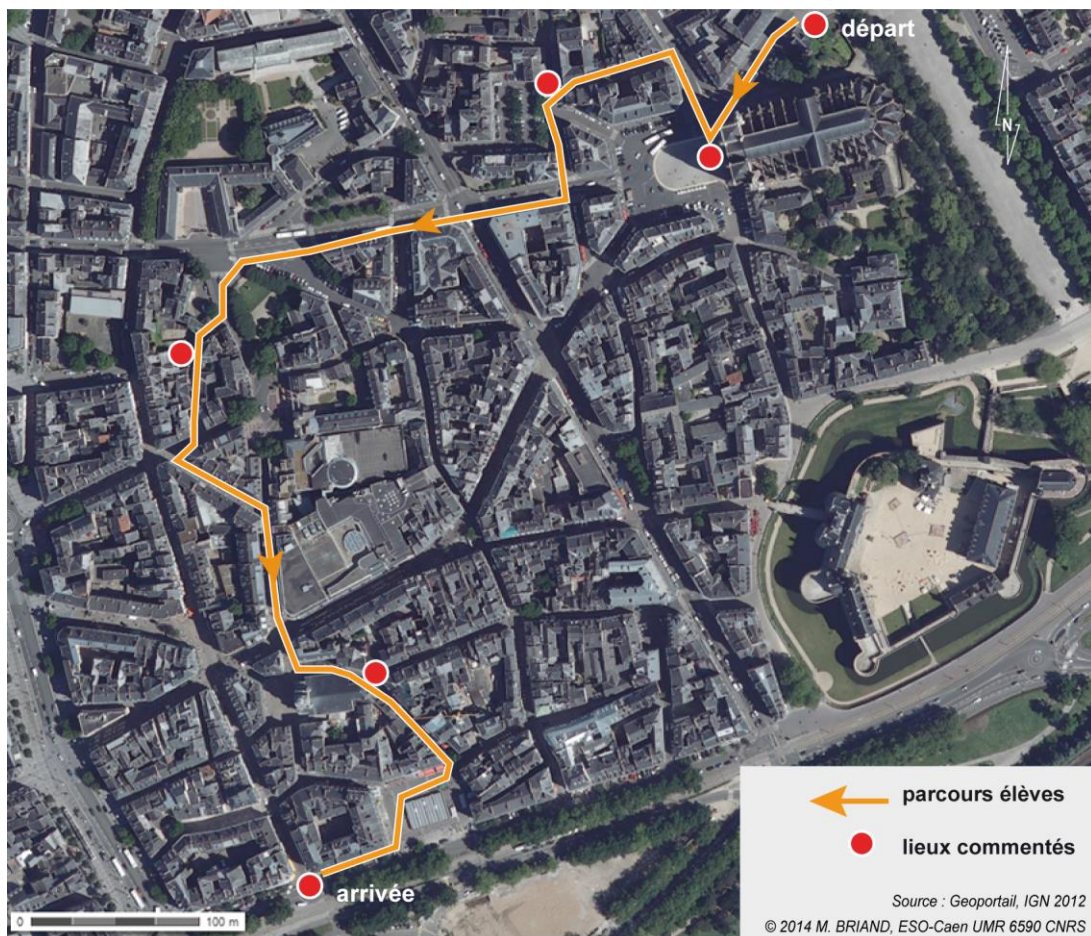 départ
N
parcours élèves
lieux commentés
arrivée
0 100 m
Source : Geoportail, IGN 2012
© 2014 M. BRIAND, ESO-Caen UMR 6590 CNRS